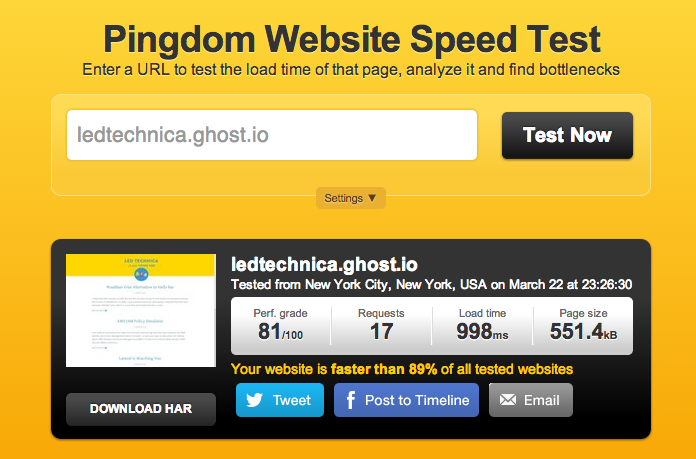 Pingdom Website Speed Test
Enter a URL to test the load time of that page, analyze it and find bottlenecks
ledtechnica.ghost.io
Test Now
Settings ▼
ledtechnica.ghost.io
Tested from New York City, New York, USA on March 22 at 23:26:30
Perf. grade Requests Load time Page size
81/100 17 998ms 551.4kB
Your website is faster than 89% of all tested websites
DOWNLOAD HAR
Tweet
Post to Timeline
Email
LED TECHNICA